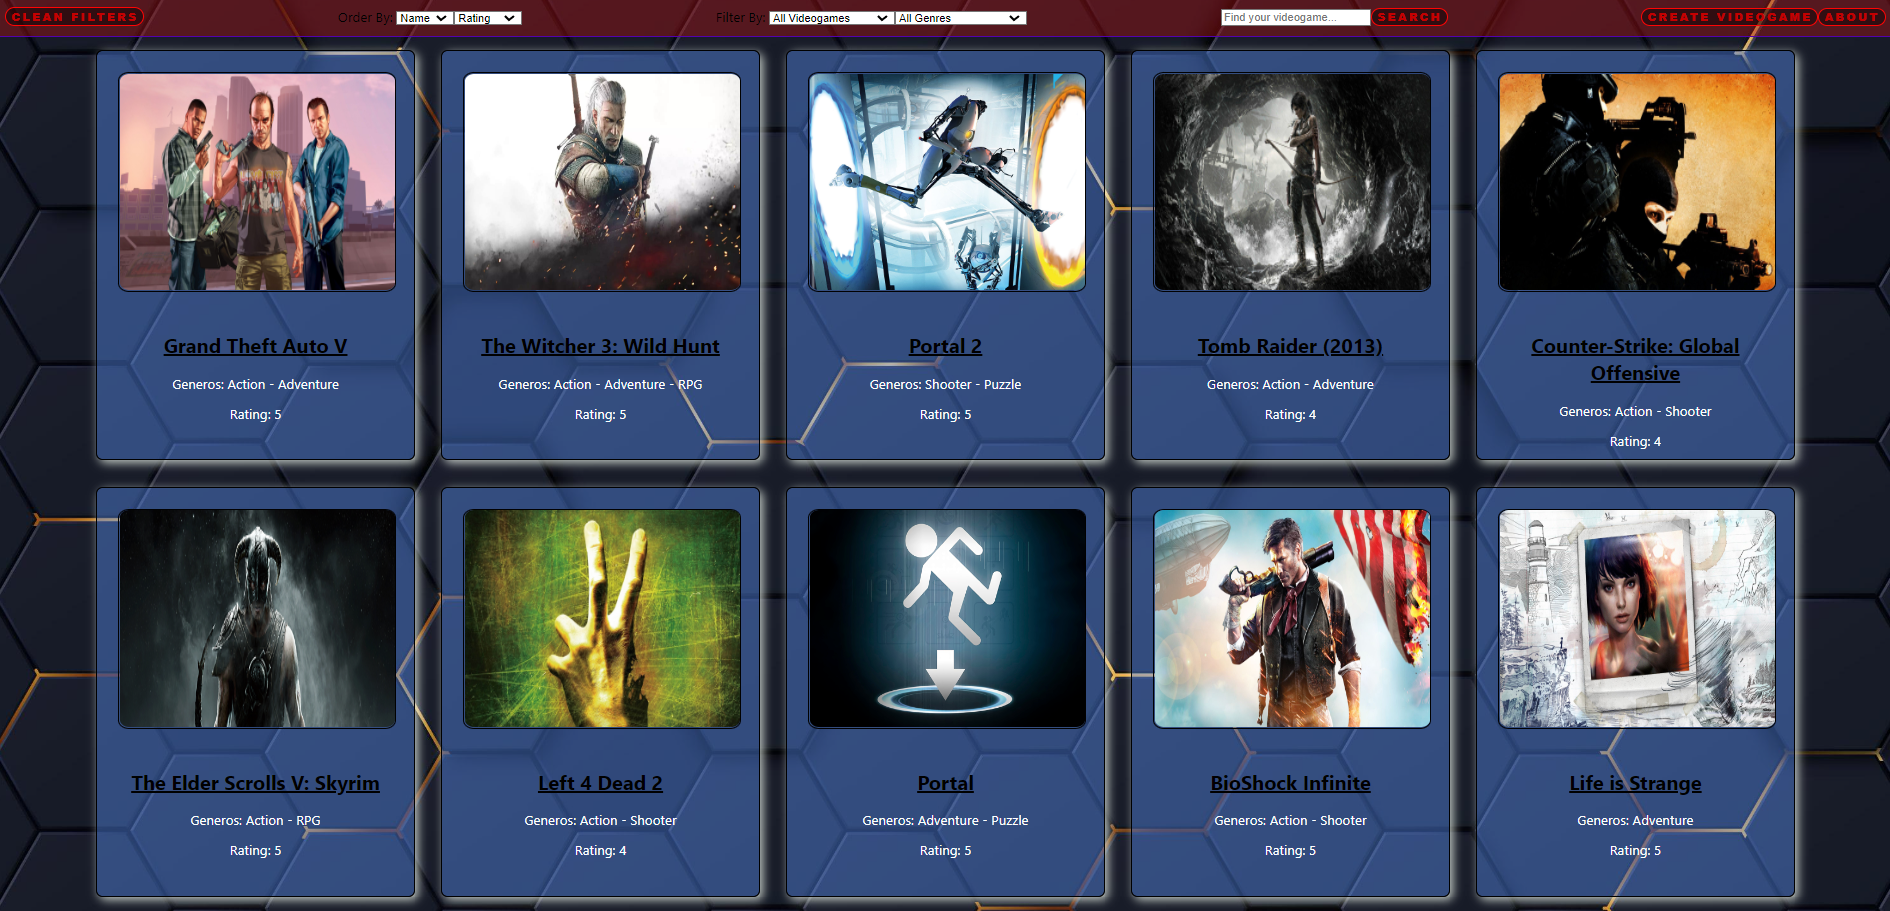 CLEAN FILTERS
Order By: Name Rating
Filter By: All Videogames All Genres
Find your videogame...
SEARCH
CREATE VIDEOGAME
ABOUT
Grand Theft Auto V
Generos: Action - Adventure
Rating: 5
The Witcher 3: Wild Hunt
Generos: Action - Adventure - RPG
Rating: 5
Portal 2
Generos: Shooter - Puzzle
Rating: 5
Tomb Raider (2013)
Generos: Action - Adventure
Rating: 4
Counter-Strike: Global
Offensive
Generos: Action - Shooter
Rating: 4
The Elder Scrolls V: Skyrim
Generos: Action - RPG
Rating: 5
Left 4 Dead 2
Generos: Action - Shooter
Rating: 4
Portal
Generos: Adventure - Puzzle
Rating: 5
BioShock Infinite
Generos: Action - Shooter
Rating: 5
Life is Strange
Generos: Adventure
Rating: 5